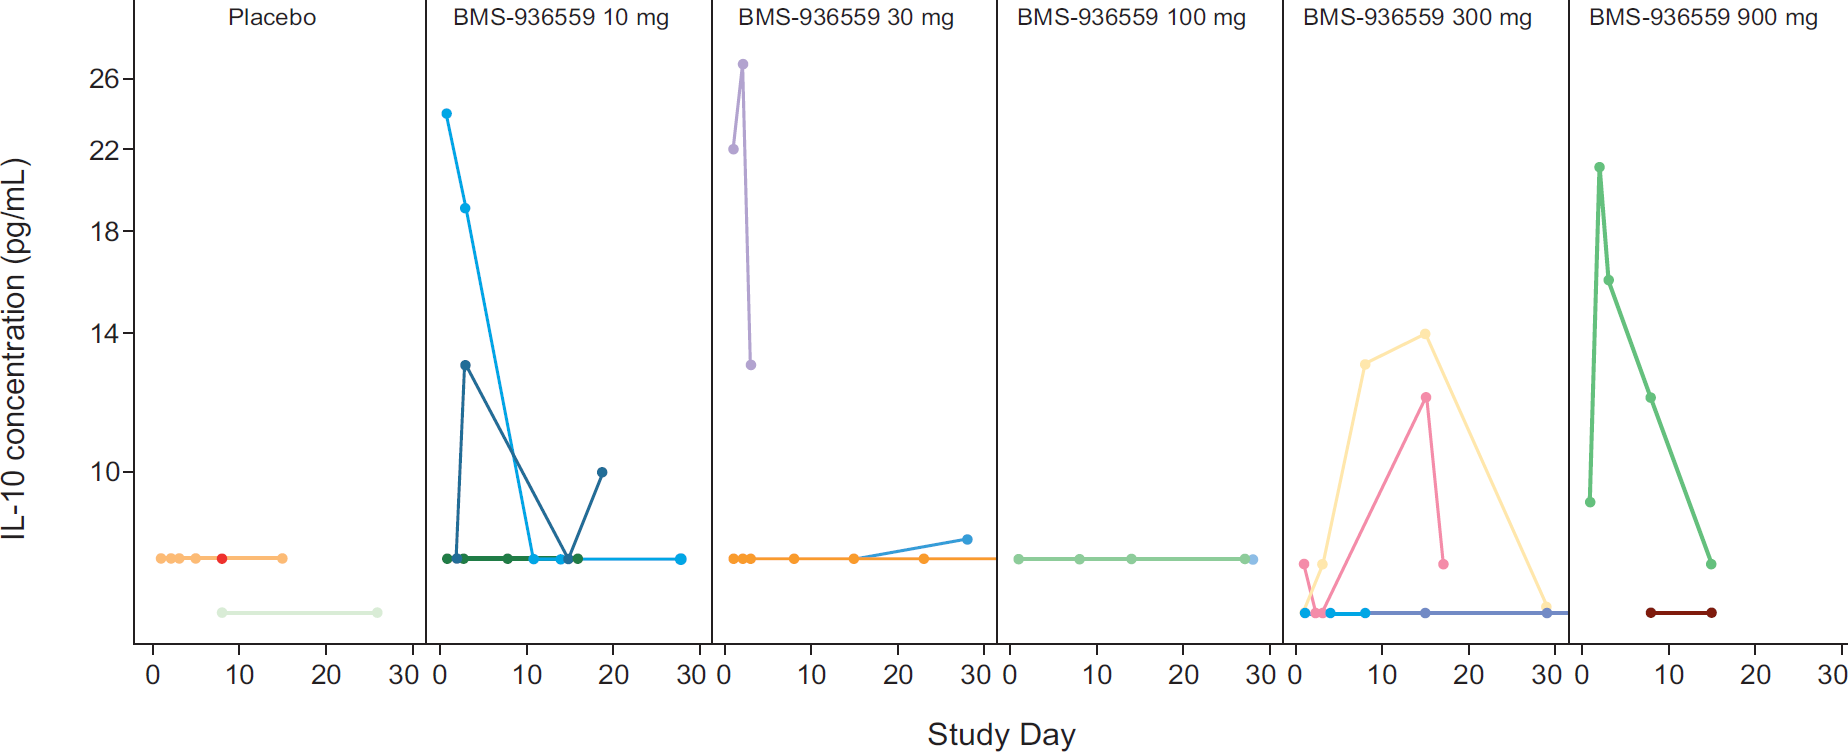 Placebo
BMS-936559 10 mg
BMS-936559 30 mg
BMS-936559 100 mg
BMS-936559 300 mg
BMS-936559 900 mg
IL-10 concentration (pg/mL)
26
22
18
14
10
0 10 20 30
0 10 20 30
0 10 20 30
0 10 20 30
0 10 20 30
0 10 20 30
Study Day